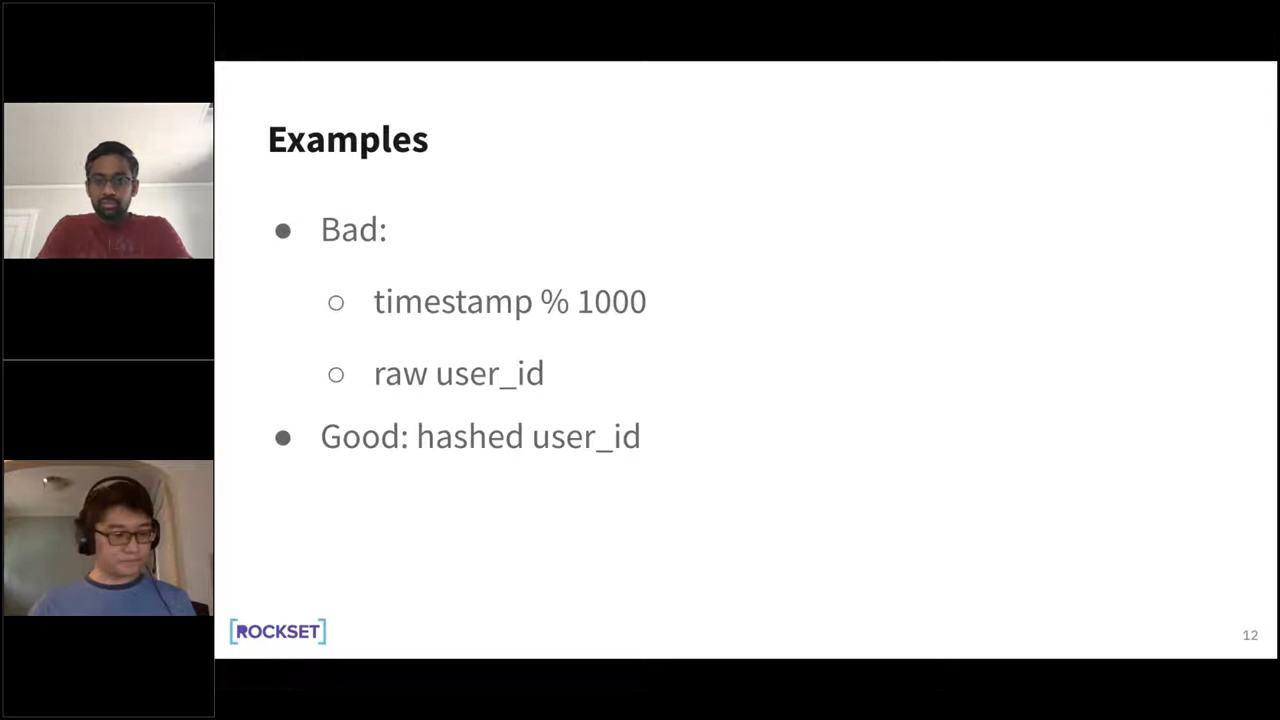 Examples
● Bad:
○ timestamp % 1000
○ raw user_id
● Good: hashed user_id
[ROCKSET]
12